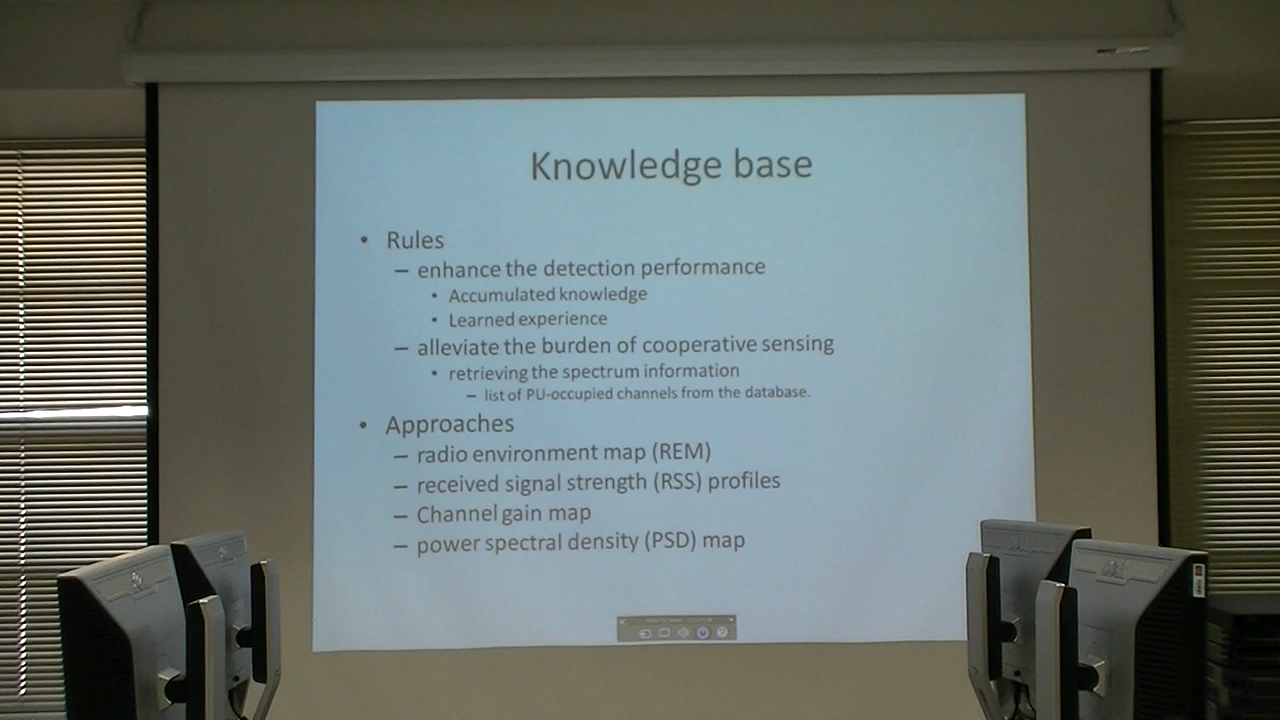 Knowledge base
• Rules
– enhance the detection performance
• Accumulated knowledge
• Learned experience
– alleviate the burden of cooperative sensing
• retrieving the spectrum information
– list of PU-occupied channels from the database.
• Approaches
– radio environment map (REM)
– received signal strength (RSS) profiles
– Channel gain map
– power spectral density (PSD) map